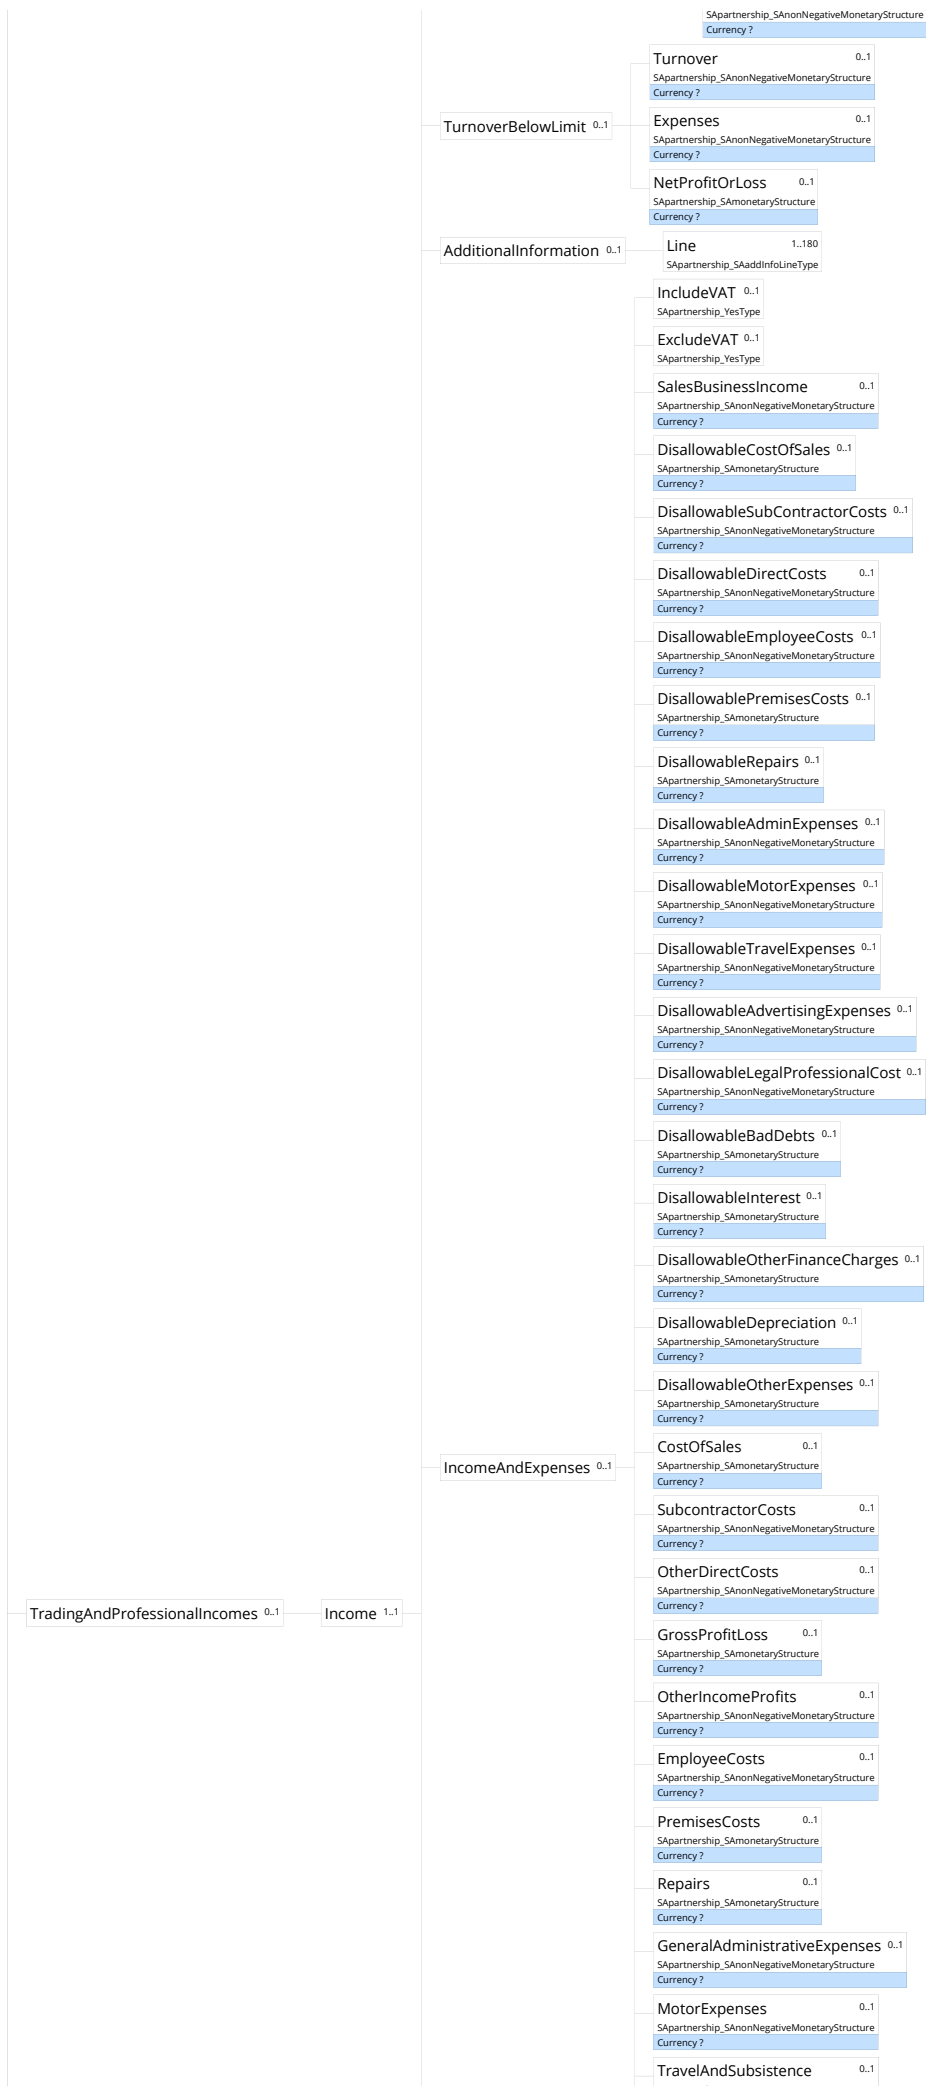 SApartnership_SAnonNegativeMonetaryStructure
Currency ?
Turnover 0..1
SApartnership_SAnonNegativeMonetaryStructure
Currency ?
TurnoverBelowLimit 0..1
Expenses 0..1
SApartnership_SAnonNegativeMonetaryStructure
Currency ?
NetProfitOrLoss 0..1
SApartnership_SAmonetaryStructure
Currency ?
AdditionalInformation 0..1
Line 1..180
SApartnership_SAaddInfoLineType
IncludeVAT 0..1
SApartnership_YesType
ExcludeVAT 0..1
SApartnership_YesType
SalesBusinessIncome 0..1
SApartnership_SAnonNegativeMonetaryStructure
Currency ?
DisallowableCostOfSales 0..1
SApartnership_SAmonetaryStructure
Currency ?
DisallowableSubContractorCosts 0..1
SApartnership_SAnonNegativeMonetaryStructure
Currency ?
DisallowableDirectCosts 0..1
SApartnership_SAnonNegativeMonetaryStructure
Currency ?
DisallowableEmployeeCosts 0..1
SApartnership_SAnonNegativeMonetaryStructure
Currency ?
DisallowablePremisesCosts 0..1
SApartnership_SAmonetaryStructure
Currency ?
DisallowableRepairs 0..1
SApartnership_SAmonetaryStructure
Currency ?
DisallowableAdminExpenses 0..1
SApartnership_SAnonNegativeMonetaryStructure
Currency ?
DisallowableMotorExpenses 0..1
SApartnership_SAnonNegativeMonetaryStructure
Currency ?
DisallowableTravelExpenses 0..1
SApartnership_SAnonNegativeMonetaryStructure
Currency ?
DisallowableAdvertisingExpenses 0..1
SApartnership_SAnonNegativeMonetaryStructure
Currency ?
DisallowableLegalProfessionalCost 0..1
SApartnership_SAnonNegativeMonetaryStructure
Currency ?
DisallowableBadDebts 0..1
SApartnership_SAmonetaryStructure
Currency ?
DisallowableInterest 0..1
SApartnership_SAmonetaryStructure
Currency ?
DisallowableOtherFinanceCharges 0..1
SApartnership_SAmonetaryStructure
Currency ?
DisallowableDepreciation 0..1
SApartnership_SAmonetaryStructure
Currency ?
DisallowableOtherExpenses 0..1
SApartnership_SAmonetaryStructure
Currency ?
CostOfSales 0..1
SApartnership_SAmonetaryStructure
Currency ?
IncomeAndExpenses 0..1
SubcontractorCosts 0..1
SApartnership_SAnonNegativeMonetaryStructure
Currency ?
OtherDirectCosts 0..1
SApartnership_SAnonNegativeMonetaryStructure
Currency ?
TradingAndProfessionalIncomes 0..1
Income 1..1
GrossProfitLoss 0..1
SApartnership_SAmonetaryStructure
Currency ?
OtherIncomeProfits 0..1
SApartnership_SAnonNegativeMonetaryStructure
Currency ?
EmployeeCosts 0..1
SApartnership_SAnonNegativeMonetaryStructure
Currency ?
PremisesCosts 0..1
SApartnership_SAmonetaryStructure
Currency ?
Repairs 0..1
SApartnership_SAmonetaryStructure
Currency ?
GeneralAdministrativeExpenses 0..1
SApartnership_SAnonNegativeMonetaryStructure
Currency ?
MotorExpenses 0..1
SApartnership_SAnonNegativeMonetaryStructure
Currency ?
TravelAndSubsistence 0..1